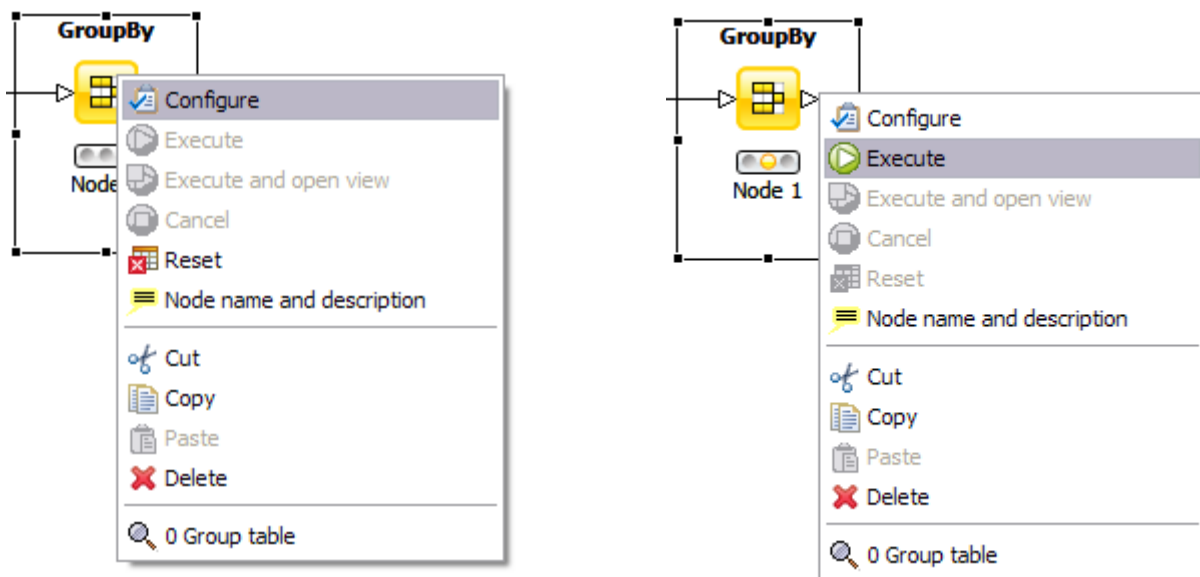 GroupBy
Node
Configure
Execute
Execute and open view
Cancel
Reset
Node name and description
Cut
Copy
Paste
Delete
0 Group table
GroupBy
Node 1
Configure
Execute
Execute and open view
Cancel
Reset
Node name and description
Cut
Copy
Paste
Delete
0 Group table